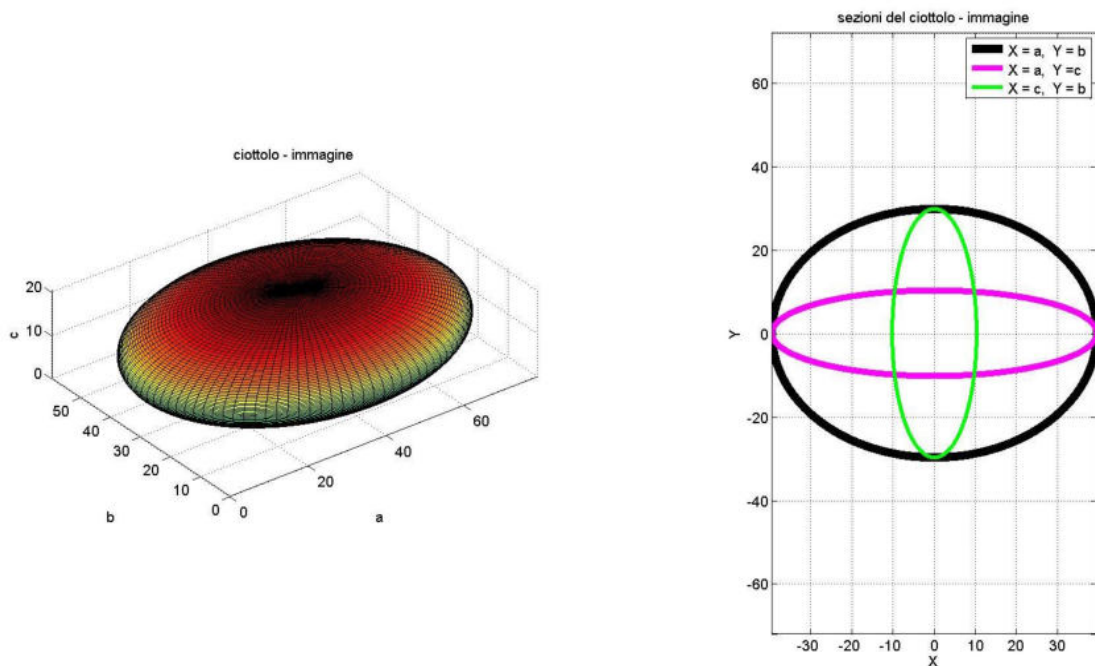 ciottolo - immagine
20
10
0
c
50
40
30
20
10
0
b
0
20
40
60
a
sezioni del ciottolo - immagine
X = a, Y = b
X = a, Y =c
X = c, Y = b
60
40
20
0
-20
-40
-60
Y
-30 -20 -10 0 10 20 30
X